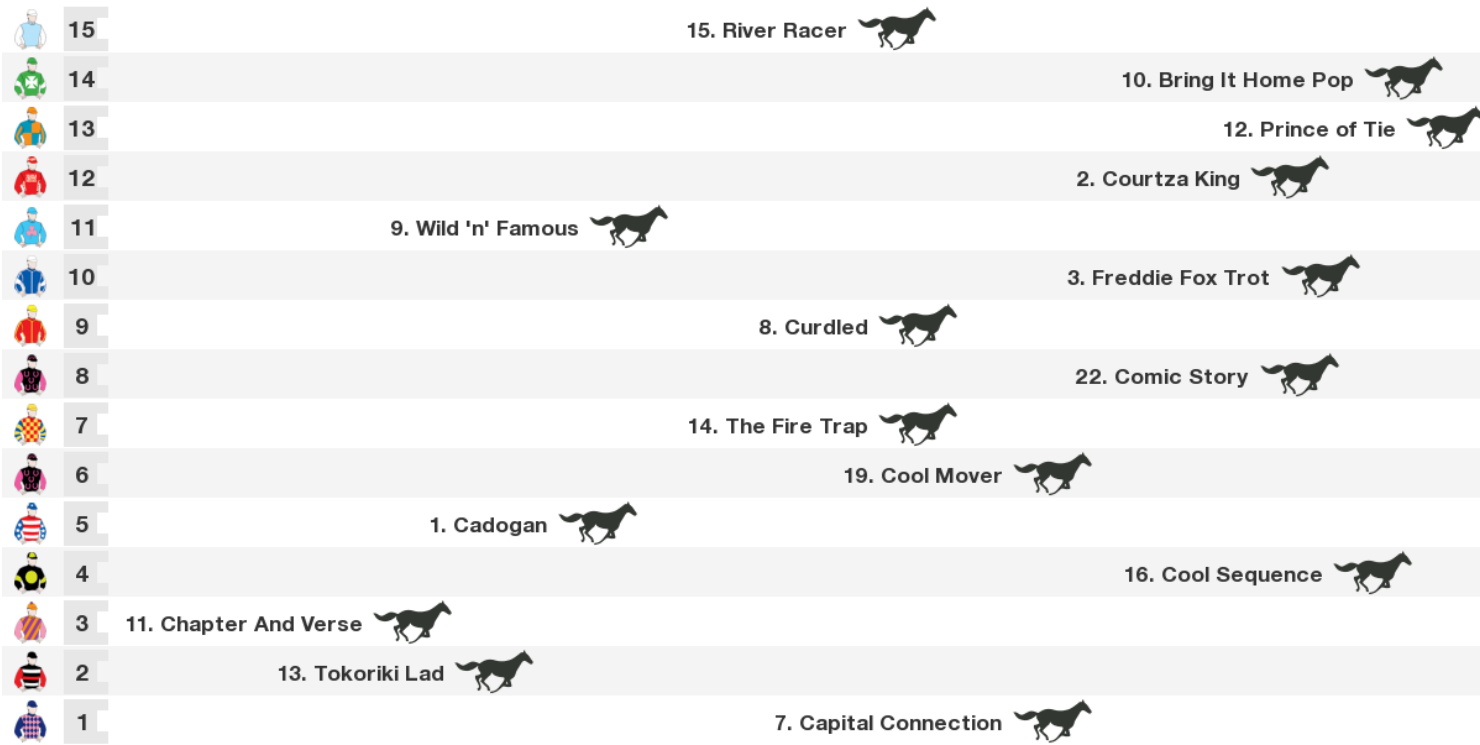 15 15. River Racer
14 10. Bring It Home Pop
13 12. Prince of Tie
12 2. Courtza King
11 9. Wild 'n' Famous
10 3. Freddie Fox Trot
9 8. Curdled
8 22. Comic Story
7 14. The Fire Trap
6 19. Cool Mover
5 1. Cadogan
4 16. Cool Sequence
3 11. Chapter And Verse
2 13. Tokoriki Lad
1 7. Capital Connection